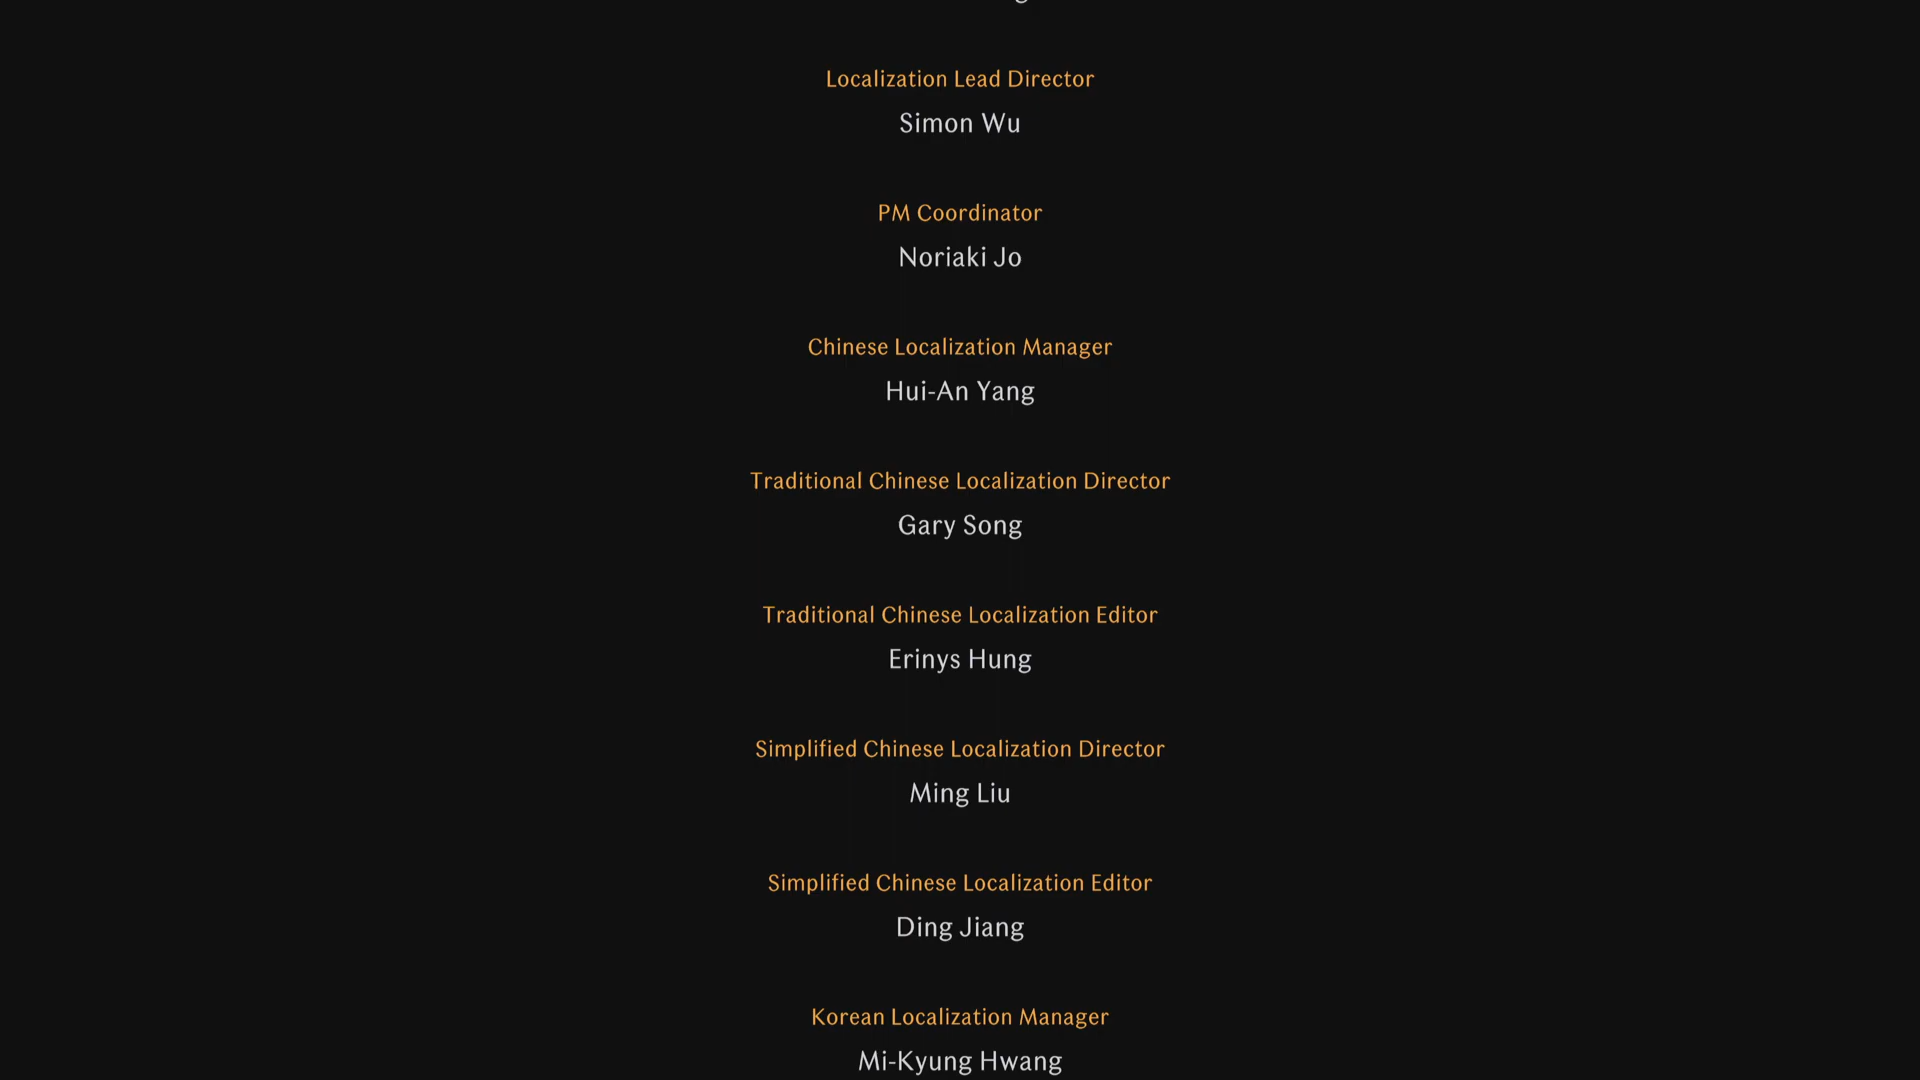 Localization Lead Director
Simon Wu
PM Coordinator
Noriaki Jo
Chinese Localization Manager
Hui-An Yang
Traditional Chinese Localization Director
Gary Song
Traditional Chinese Localization Editor
Erinys Hung
Simplified Chinese Localization Director
Ming Liu
Simplified Chinese Localization Editor
Ding Jiang
Korean Localization Manager
Mi-Kyung Hwang